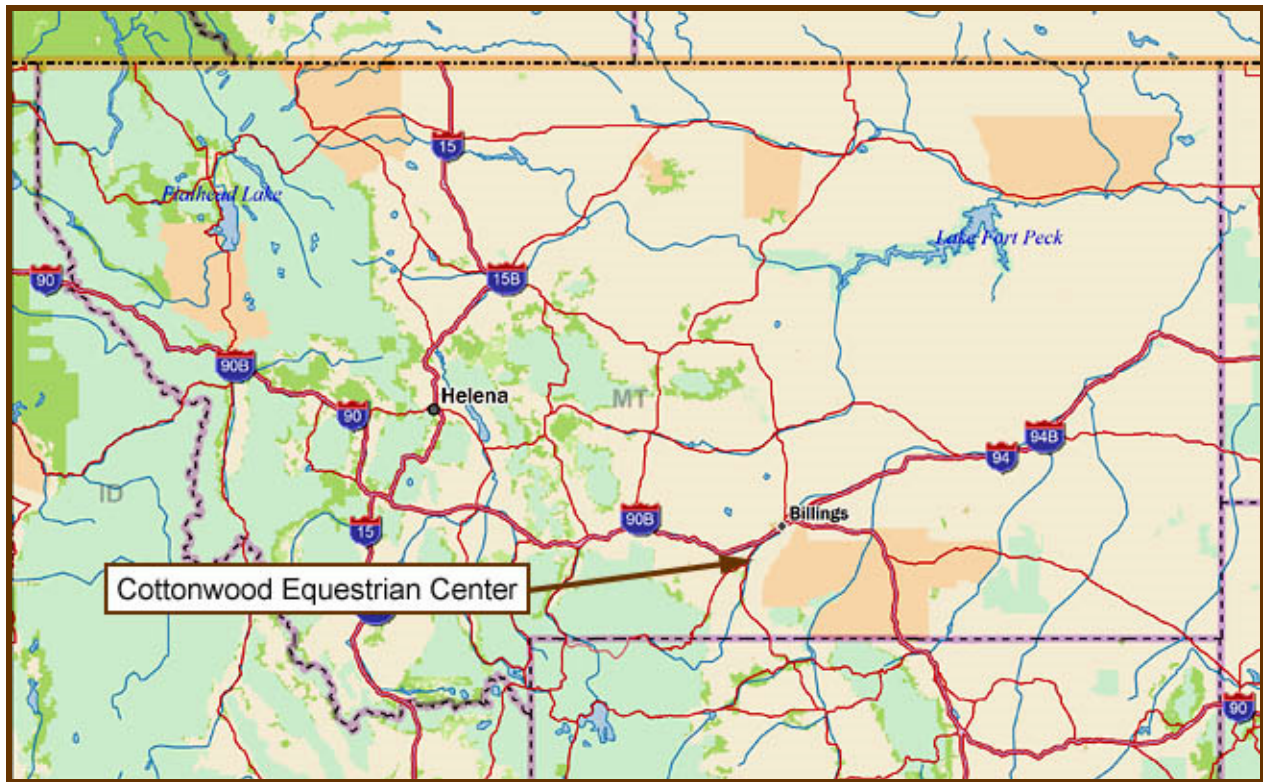 15
Flathead Lake
Lake Fort Peck
90
15B
90B
Helena
MT
90
94B
94
ID
Billings
90B
15
Cottonwood Equestrian Center
90